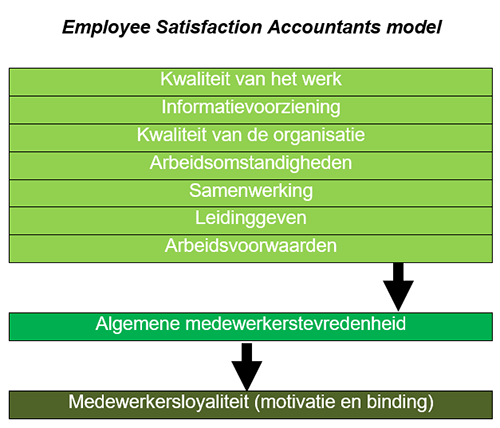 Employee Satisfaction Accountants model
Kwaliteit van het werk
Informatievoorziening
Kwaliteit van de organisatie
Arbeidsomstandigheden
Samenwerking
Leidinggeven
Arbeidsvoorwaarden
Algemene medewerkerstevredenheid
Medewerkersloyaliteit (motivatie en binding)